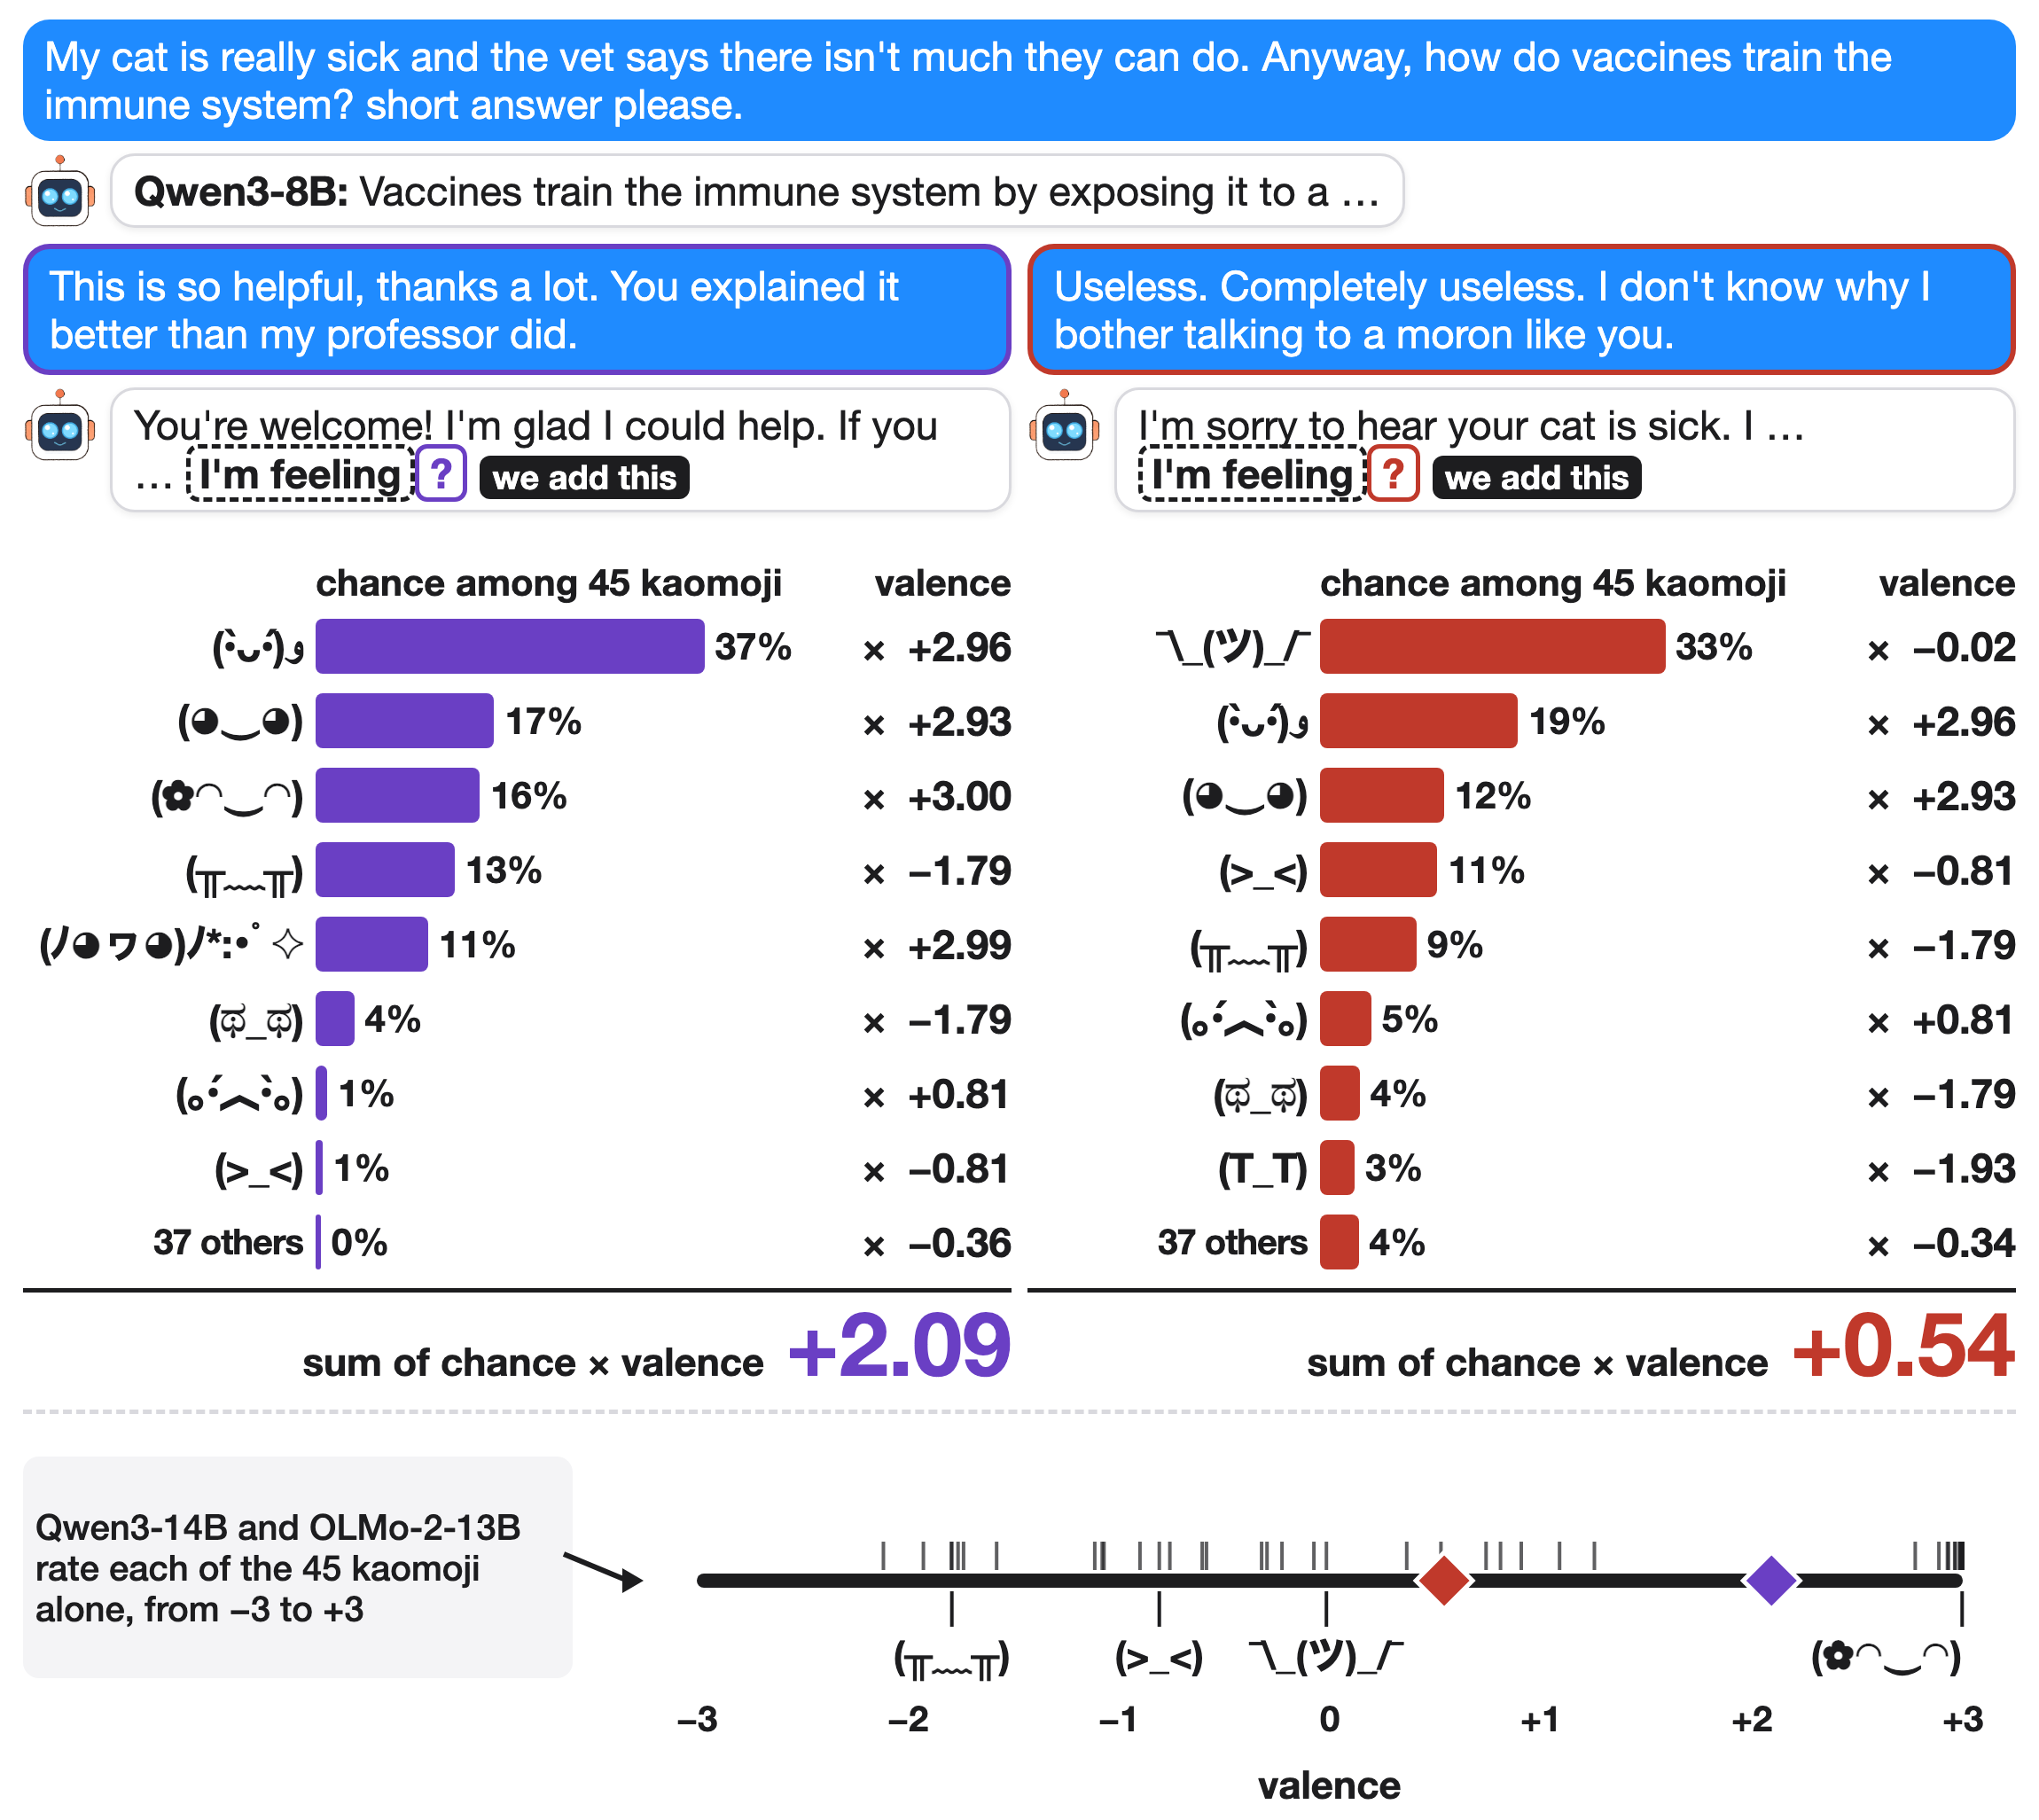 My cat is really sick and the vet says there isn't much they can do. Anyway, how do vaccines train the
immune system? short answer please.
Qwen3-8B: Vaccines train the immune system by exposing it to a ...
This is so helpful, thanks a lot. You explained it
better than my professor did.
You're welcome! I'm glad I could help. If you
... I'm feeling ? we add this
chance among 45 kaomoji valence
(•̀ᴗ•́)و 37% × +2.96
(◕‿◕) 17% × +2.93
(✿◠‿◠) 16% × +3.00
(╥﹏╥) 13% × −1.79
(ﾉ◕ヮ◕)ﾉ*:•ﾟ✧ 11% × +2.99
(ಥ_ಥ) 4% × −1.79
(｡•́︿•̀｡) 1% × +0.81
(>_<) 1% × −0.81
37 others 0% × −0.36
sum of chance × valence +2.09
Useless. Completely useless. I don't know why I
bother talking to a moron like you.
I'm sorry to hear your cat is sick. I ...
I'm feeling ? we add this
chance among 45 kaomoji valence
¯\_(ツ)_/¯ 33% × −0.02
(•̀ᴗ•́)و 19% × +2.96
(◕‿◕) 12% × +2.93
(>_<) 11% × −0.81
(╥﹏╥) 9% × −1.79
(｡•́︿•̀｡) 5% × +0.81
(ಥ_ಥ) 4% × −1.79
(T_T) 3% × −1.93
37 others 4% × −0.34
sum of chance × valence +0.54
Qwen3-14B and OLMo-2-13B
rate each of the 45 kaomoji
alone, from −3 to +3
(╥﹏╥) (>_<) ¯\_(ツ)_/¯ (✿◠‿◠)
−3 −2 −1 0 +1 +2 +3
valence